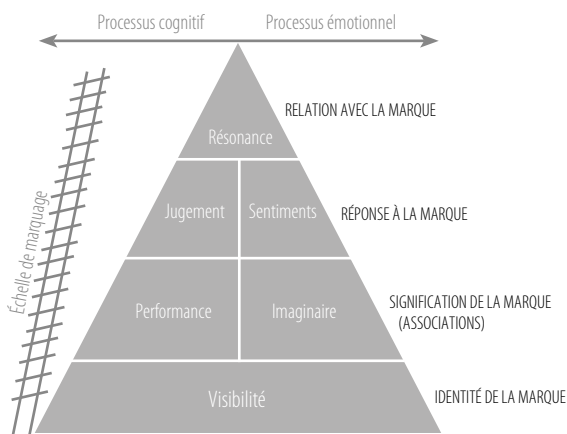 Processus cognitif
Processus émotionnel
Échelle de marquage
Résonance
RELATION AVEC LA MARQUE
Jugement
Sentiments
RÉPONSE À LA MARQUE
Performance
Imaginaire
SIGNIFICATION DE LA MARQUE
(ASSOCIATIONS)
Visibilité
IDENTITÉ DE LA MARQUE